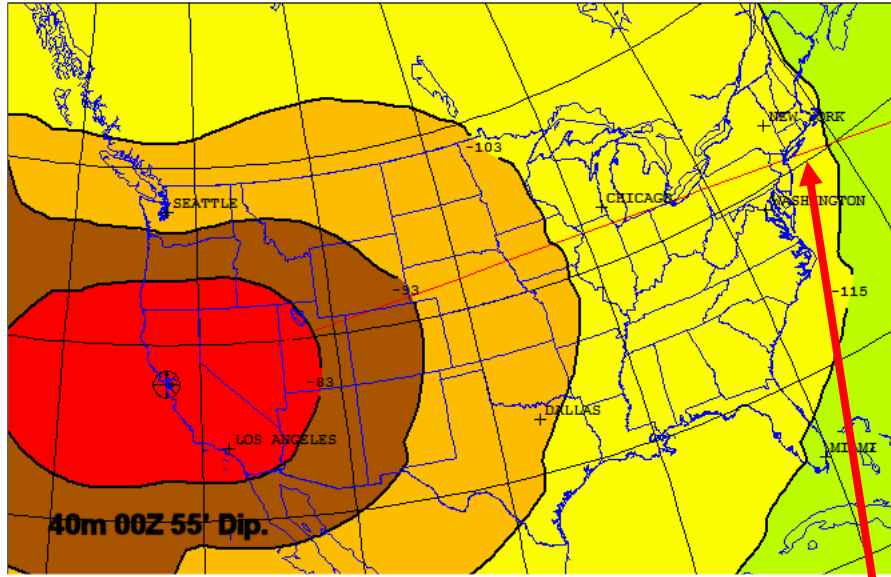 NEW YORK
-103
SEATTLE
CHICAGO
WASHINGTON
-93
-115
-83
DALLAS
LOS ANGELES
MIAMI
40m 00Z 55' Dip.